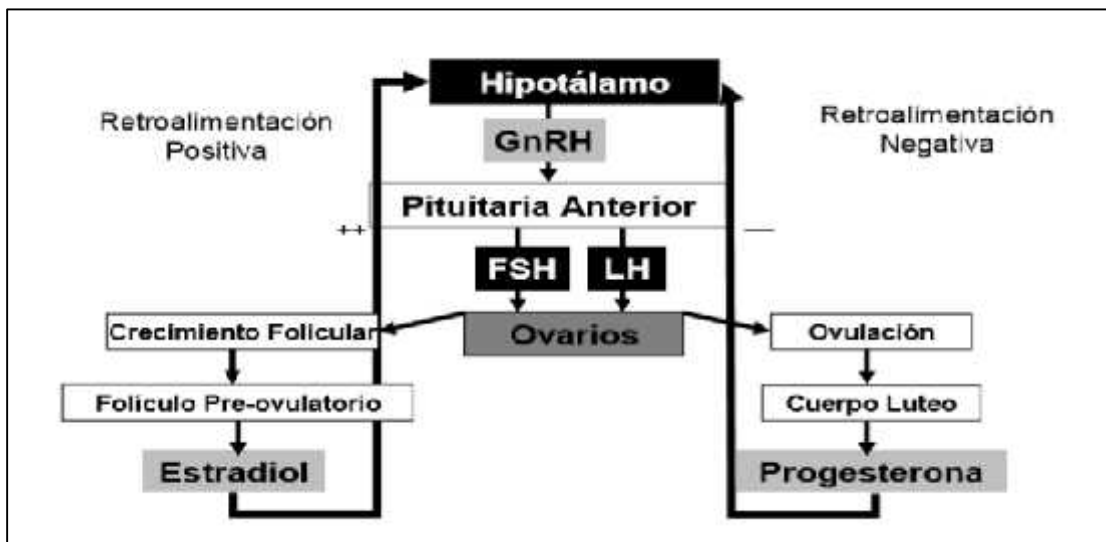 Hipotálamo
Retroalimentación
Positiva
Retroalimentación
Negativa
GnRH
Pituitaria Anterior
++
—
FSH
LH
Crecimiento Folicular
Ovarios
Ovulación
Folículo Pre-ovulatorio
Cuerpo Luteo
Estradiol
Progesterona